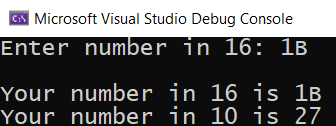 Microsoft Visual Studio Debug Console
Enter number in 16: 1B
Your number in 16 is 1B
Your number in 10 is 27